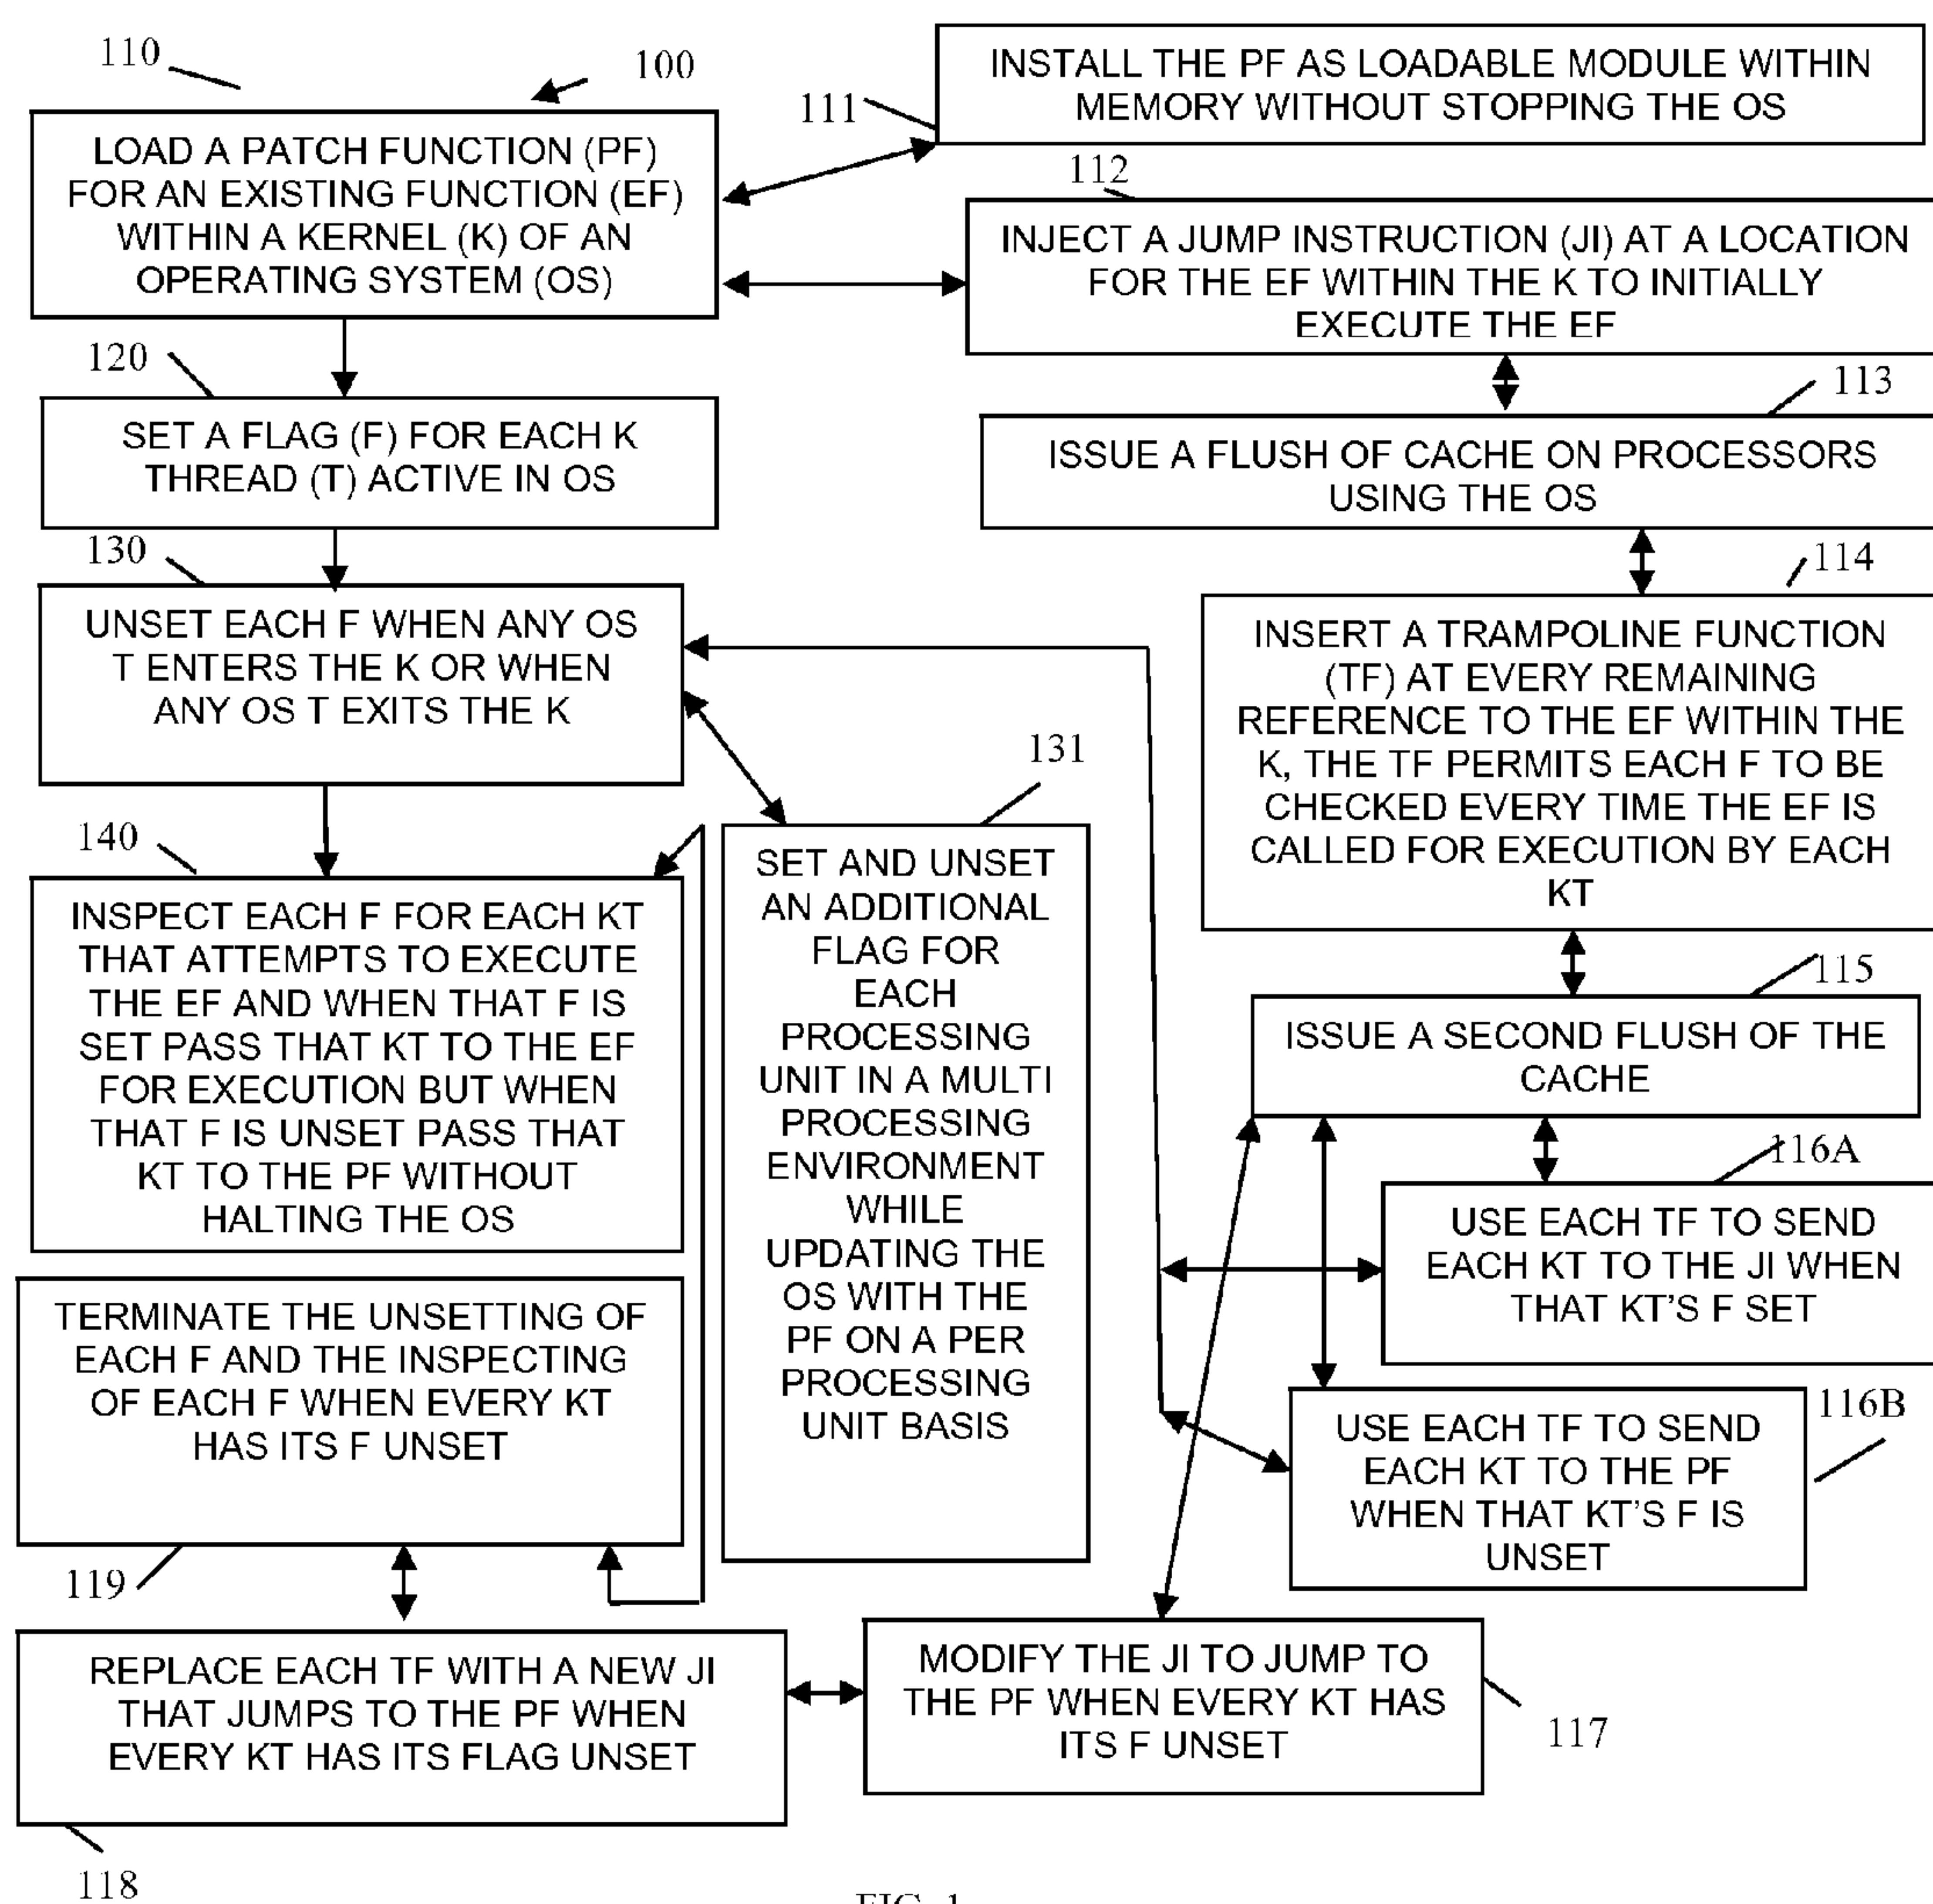 110
100
LOAD A PATCH FUNCTION (PF)
FOR AN EXISTING FUNCTION (EF)
WITHIN A KERNEL (K) OF AN
OPERATING SYSTEM (OS)
111
INSTALL THE PF AS LOADABLE MODULE WITHIN
MEMORY WITHOUT STOPPING THE OS
112
INJECT A JUMP INSTRUCTION (JI) AT A LOCATION
FOR THE EF WITHIN THE K TO INITIALLY
EXECUTE THE EF
120
SET A FLAG (F) FOR EACH K
THREAD (T) ACTIVE IN OS
113
ISSUE A FLUSH OF CACHE ON PROCESSORS
USING THE OS
130
UNSET EACH F WHEN ANY OS
T ENTERS THE K OR WHEN
ANY OS T EXITS THE K
114
INSERT A TRAMPOLINE FUNCTION
(TF) AT EVERY REMAINING
REFERENCE TO THE EF WITHIN THE
K, THE TF PERMITS EACH F TO BE
CHECKED EVERY TIME THE EF IS
CALLED FOR EXECUTION BY EACH
KT
131
SET AND UNSET
AN ADDITIONAL
FLAG FOR
EACH
PROCESSING
UNIT IN A MULTI
PROCESSING
ENVIRONMENT
WHILE
UPDATING THE
OS WITH THE
PF ON A PER
PROCESSING
UNIT BASIS
140
INSPECT EACH F FOR EACH KT
THAT ATTEMPTS TO EXECUTE
THE EF AND WHEN THAT F IS
SET PASS THAT KT TO THE EF
FOR EXECUTION BUT WHEN
THAT F IS UNSET PASS THAT
KT TO THE PF WITHOUT
HALTING THE OS
115
ISSUE A SECOND FLUSH OF THE
CACHE
116A
USE EACH TF TO SEND
EACH KT TO THE JI WHEN
THAT KT'S F SET
116B
USE EACH TF TO SEND
EACH KT TO THE PF
WHEN THAT KT'S F IS
UNSET
TERMINATE THE UNSETTING OF
EACH F AND THE INSPECTING
OF EACH F WHEN EVERY KT
HAS ITS F UNSET
119
REPLACE EACH TF WITH A NEW JI
THAT JUMPS TO THE PF WHEN
EVERY KT HAS ITS FLAG UNSET
118
MODIFY THE JI TO JUMP TO
THE PF WHEN EVERY KT HAS
ITS F UNSET
117
FIG. 1